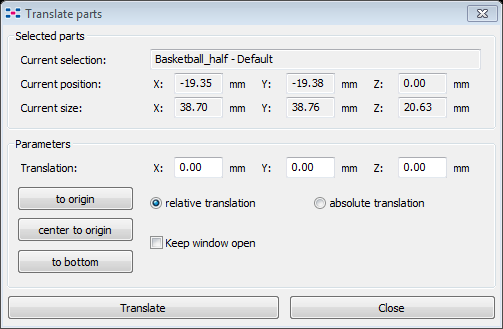 Translate parts
Selected parts
Current selection: Basketball_half - Default
Current position: X: -19.35 mm Y: -19.38 mm Z: 0.00 mm
Current size: X: 38.70 mm Y: 38.76 mm Z: 20.63 mm
Parameters
Translation: X: 0.00 mm Y: 0.00 mm Z: 0.00 mm
to origin
relative translation absolute translation
center to origin
Keep window open
to bottom
Translate Close